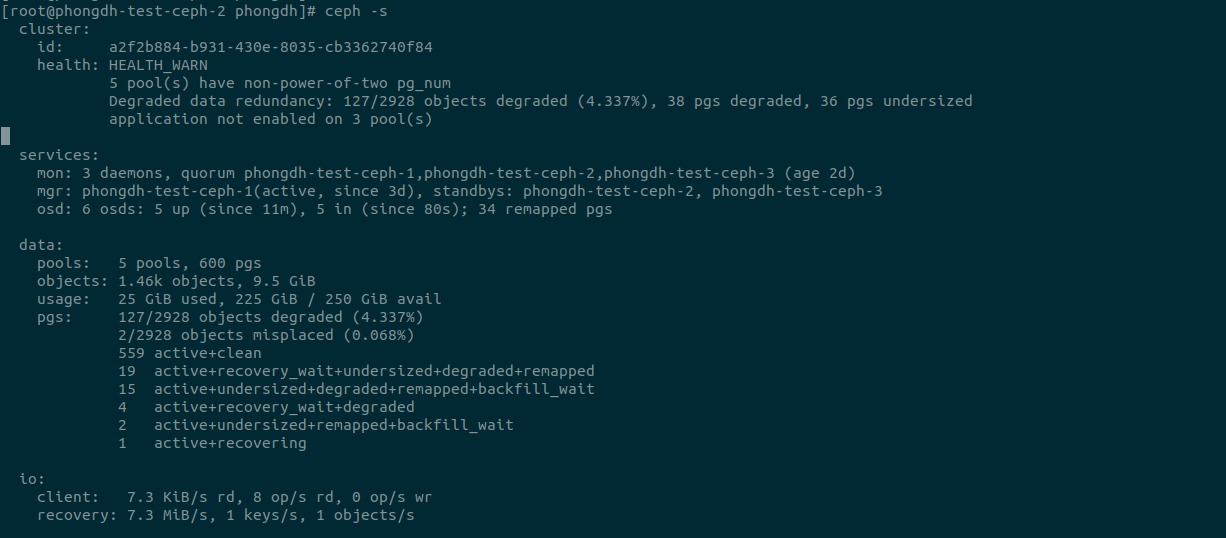 [root@phongdh-test-ceph-2 phongdh]# ceph -s
cluster:
id: a2f2b884-b931-430e-8035-cb3362740f84
health: HEALTH_WARN
5 pool(s) have non-power-of-two pg_num
Degraded data redundancy: 127/2928 objects degraded (4.337%), 38 pgs degraded, 36 pgs undersized
application not enabled on 3 pool(s)
services:
mon: 3 daemons, quorum phongdh-test-ceph-1,phongdh-test-ceph-2,phongdh-test-ceph-3 (age 2d)
mgr: phongdh-test-ceph-1(active, since 3d), standbys: phongdh-test-ceph-2, phongdh-test-ceph-3
osd: 6 osds: 5 up (since 11m), 5 in (since 80s); 34 remapped pgs
data:
pools: 5 pools, 600 pgs
objects: 1.46k objects, 9.5 GiB
usage: 25 GiB used, 225 GiB / 250 GiB avail
pgs: 127/2928 objects degraded (4.337%)
2/2928 objects misplaced (0.068%)
559 active+clean
19 active+recovery_wait+undersized+degraded+remapped
15 active+undersized+degraded+remapped+backfill_wait
4 active+recovery_wait+degraded
2 active+undersized+remapped+backfill_wait
1 active+recovering
io:
client: 7.3 KiB/s rd, 8 op/s rd, 0 op/s wr
recovery: 7.3 MiB/s, 1 keys/s, 1 objects/s